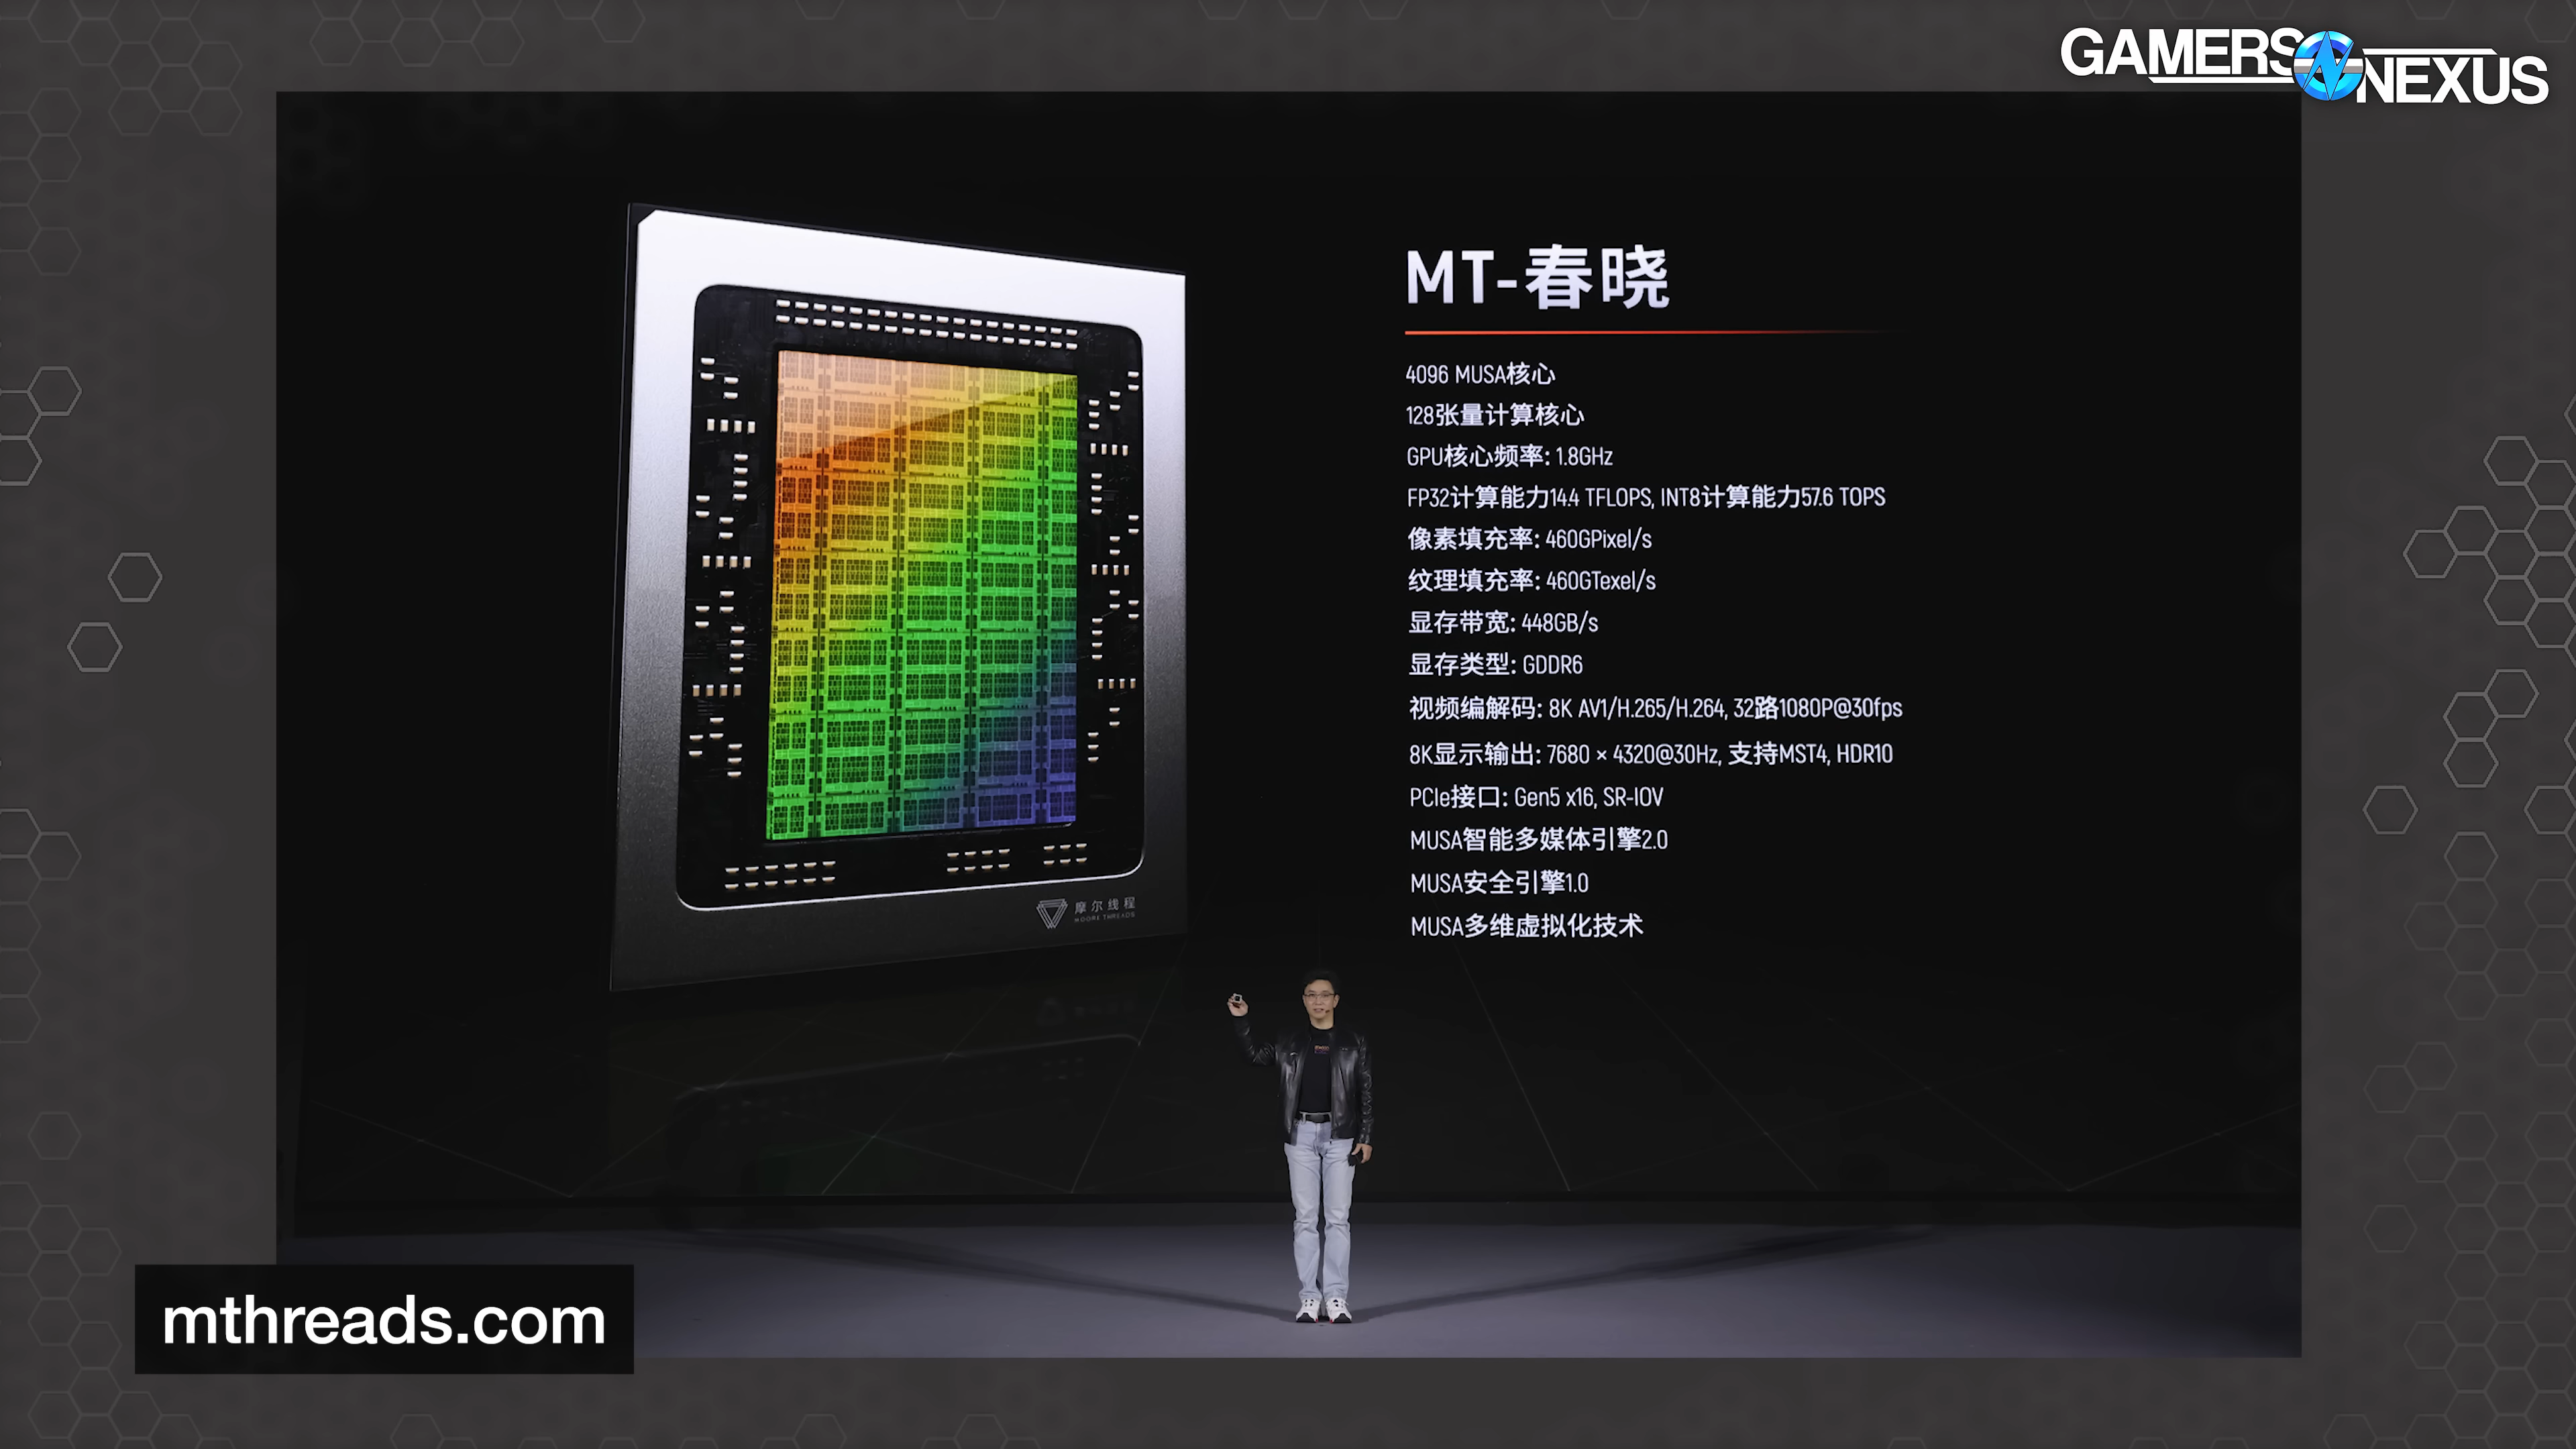 GAMERS NEXUS
MT-春晓
4096 MUSA核心
128张量计算核心
GPU核心频率: 1.8GHz
FP32计算能力14.4 TFLOPS, INT8计算能力57.6 TOPS
像素填充率: 460GPixel/s
纹理填充率: 460GTexel/s
显存带宽: 448GB/s
显存类型: GDDR6
视频编解码: 8K AV1/H.265/H.264, 32路1080P@30fps
8K显示输出: 7680 × 4320@30Hz, 支持MST4, HDR10
PCIe接口: Gen5 x16, SR-IOV
MUSA智能多媒体引擎2.0
MUSA安全引擎1.0
MUSA多维虚拟化技术
摩尔线程
MOORE THREADS
mthreads.com